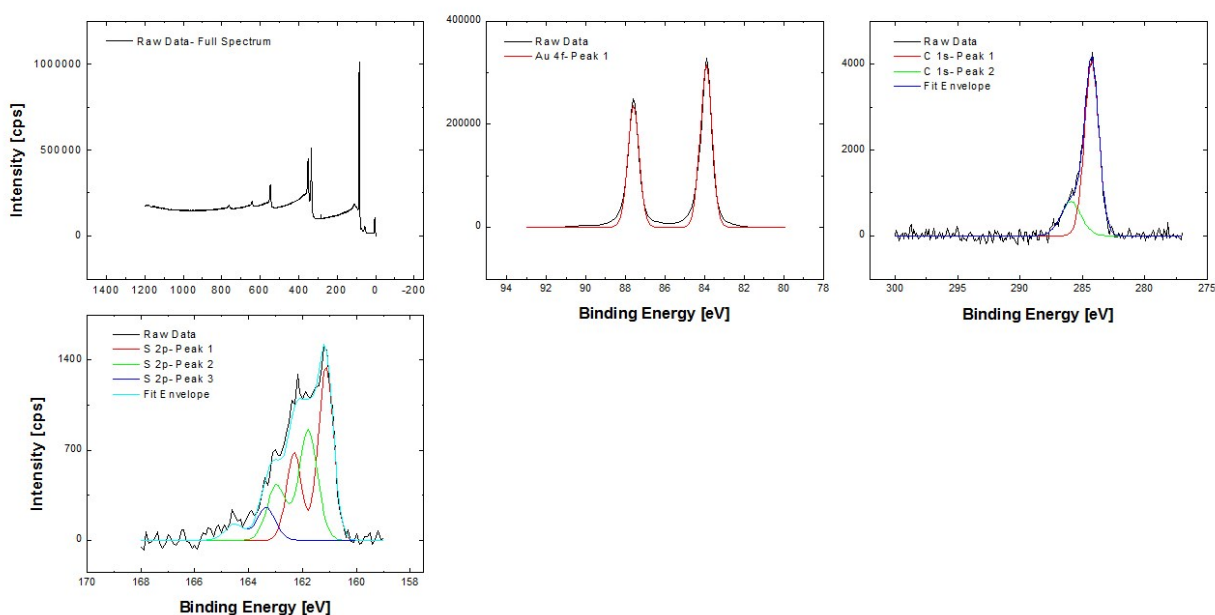 Raw Data- Full Spectrum
Intensity [cps]
1000000
500000
0
1400 1200 1000 800 600 400 200 0 -200
Raw Data
Au 4f- Peak 1
400000
200000
0
94 92 90 88 86 84 82 80 78
Binding Energy [eV]
Raw Data
C 1s- Peak 1
C 1s- Peak 2
Fit Envelope
4000
2000
0
300 295 290 285 280 275
Binding Energy [eV]
Raw Data
S 2p- Peak 1
S 2p- Peak 2
S 2p- Peak 3
Fit Envelope
Intensity [cps]
1400
700
0
170 168 166 164 162 160 158
Binding Energy [eV]